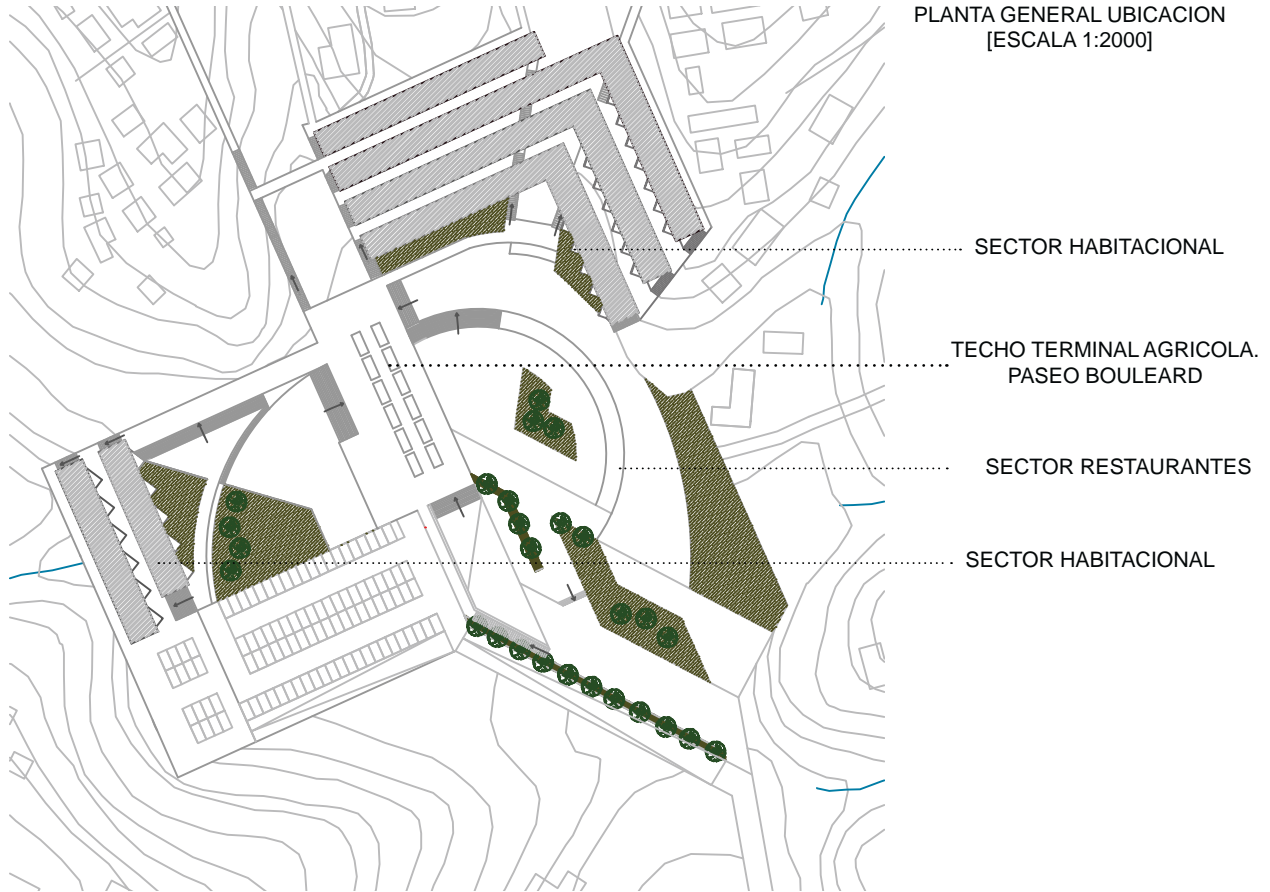 PLANTA GENERAL UBICACION
[ESCALA 1:2000]
SECTOR HABITACIONAL
TECHO TERMINAL AGRICOLA.
PASEO BOULEARD
SECTOR RESTAURANTES
SECTOR HABITACIONAL